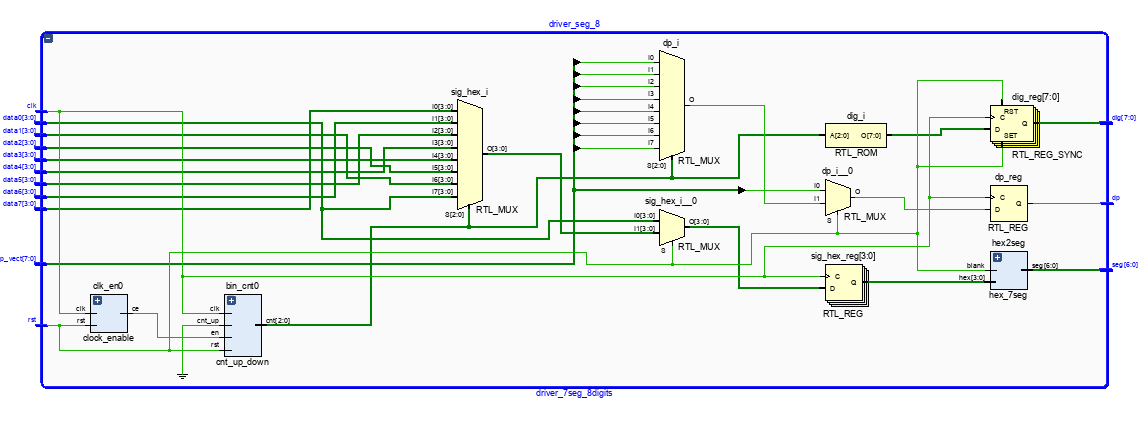 driver_seg_8
clk
data0[3:0]
data1[3:0]
data2[3:0]
data3[3:0]
data4[3:0]
data5[3:0]
data6[3:0]
data7[3:0]
p_vect[7:0]
rst
sig_hex_i
I0[3:0]
I1[3:0]
I2[3:0]
I3[3:0]
I4[3:0]
I5[3:0]
I6[3:0]
I7[3:0]
S[2:0]
O[3:0]
RTL_MUX
dp_i
I0
I1
I2
I3
I4
I5
I6
I7
S[2:0]
O
RTL_MUX
sig_hex_i__0
I0[3:0]
I1[3:0]
S
O[3:0]
RTL_MUX
dig_i
A[2:0]
O[7:0]
RTL_ROM
dp_i__0
I0
I1
S
O
RTL_MUX
sig_hex_reg[3:0]
C
D
Q
RTL_REG
dig_reg[7:0]
RST
C
D
SET
Q
RTL_REG_SYNC
dp_reg
C
D
Q
RTL_REG
hex2seg
blank
hex[3:0]
seg[6:0]
hex_7seg
dig[7:0]
dp
seg[6:0]
clk_en0
clk
rst
ce
clock_enable
bin_cnt0
clk
cnt_up
en
rst
cnt[2:0]
cnt_up_down
driver_7seg_8digits